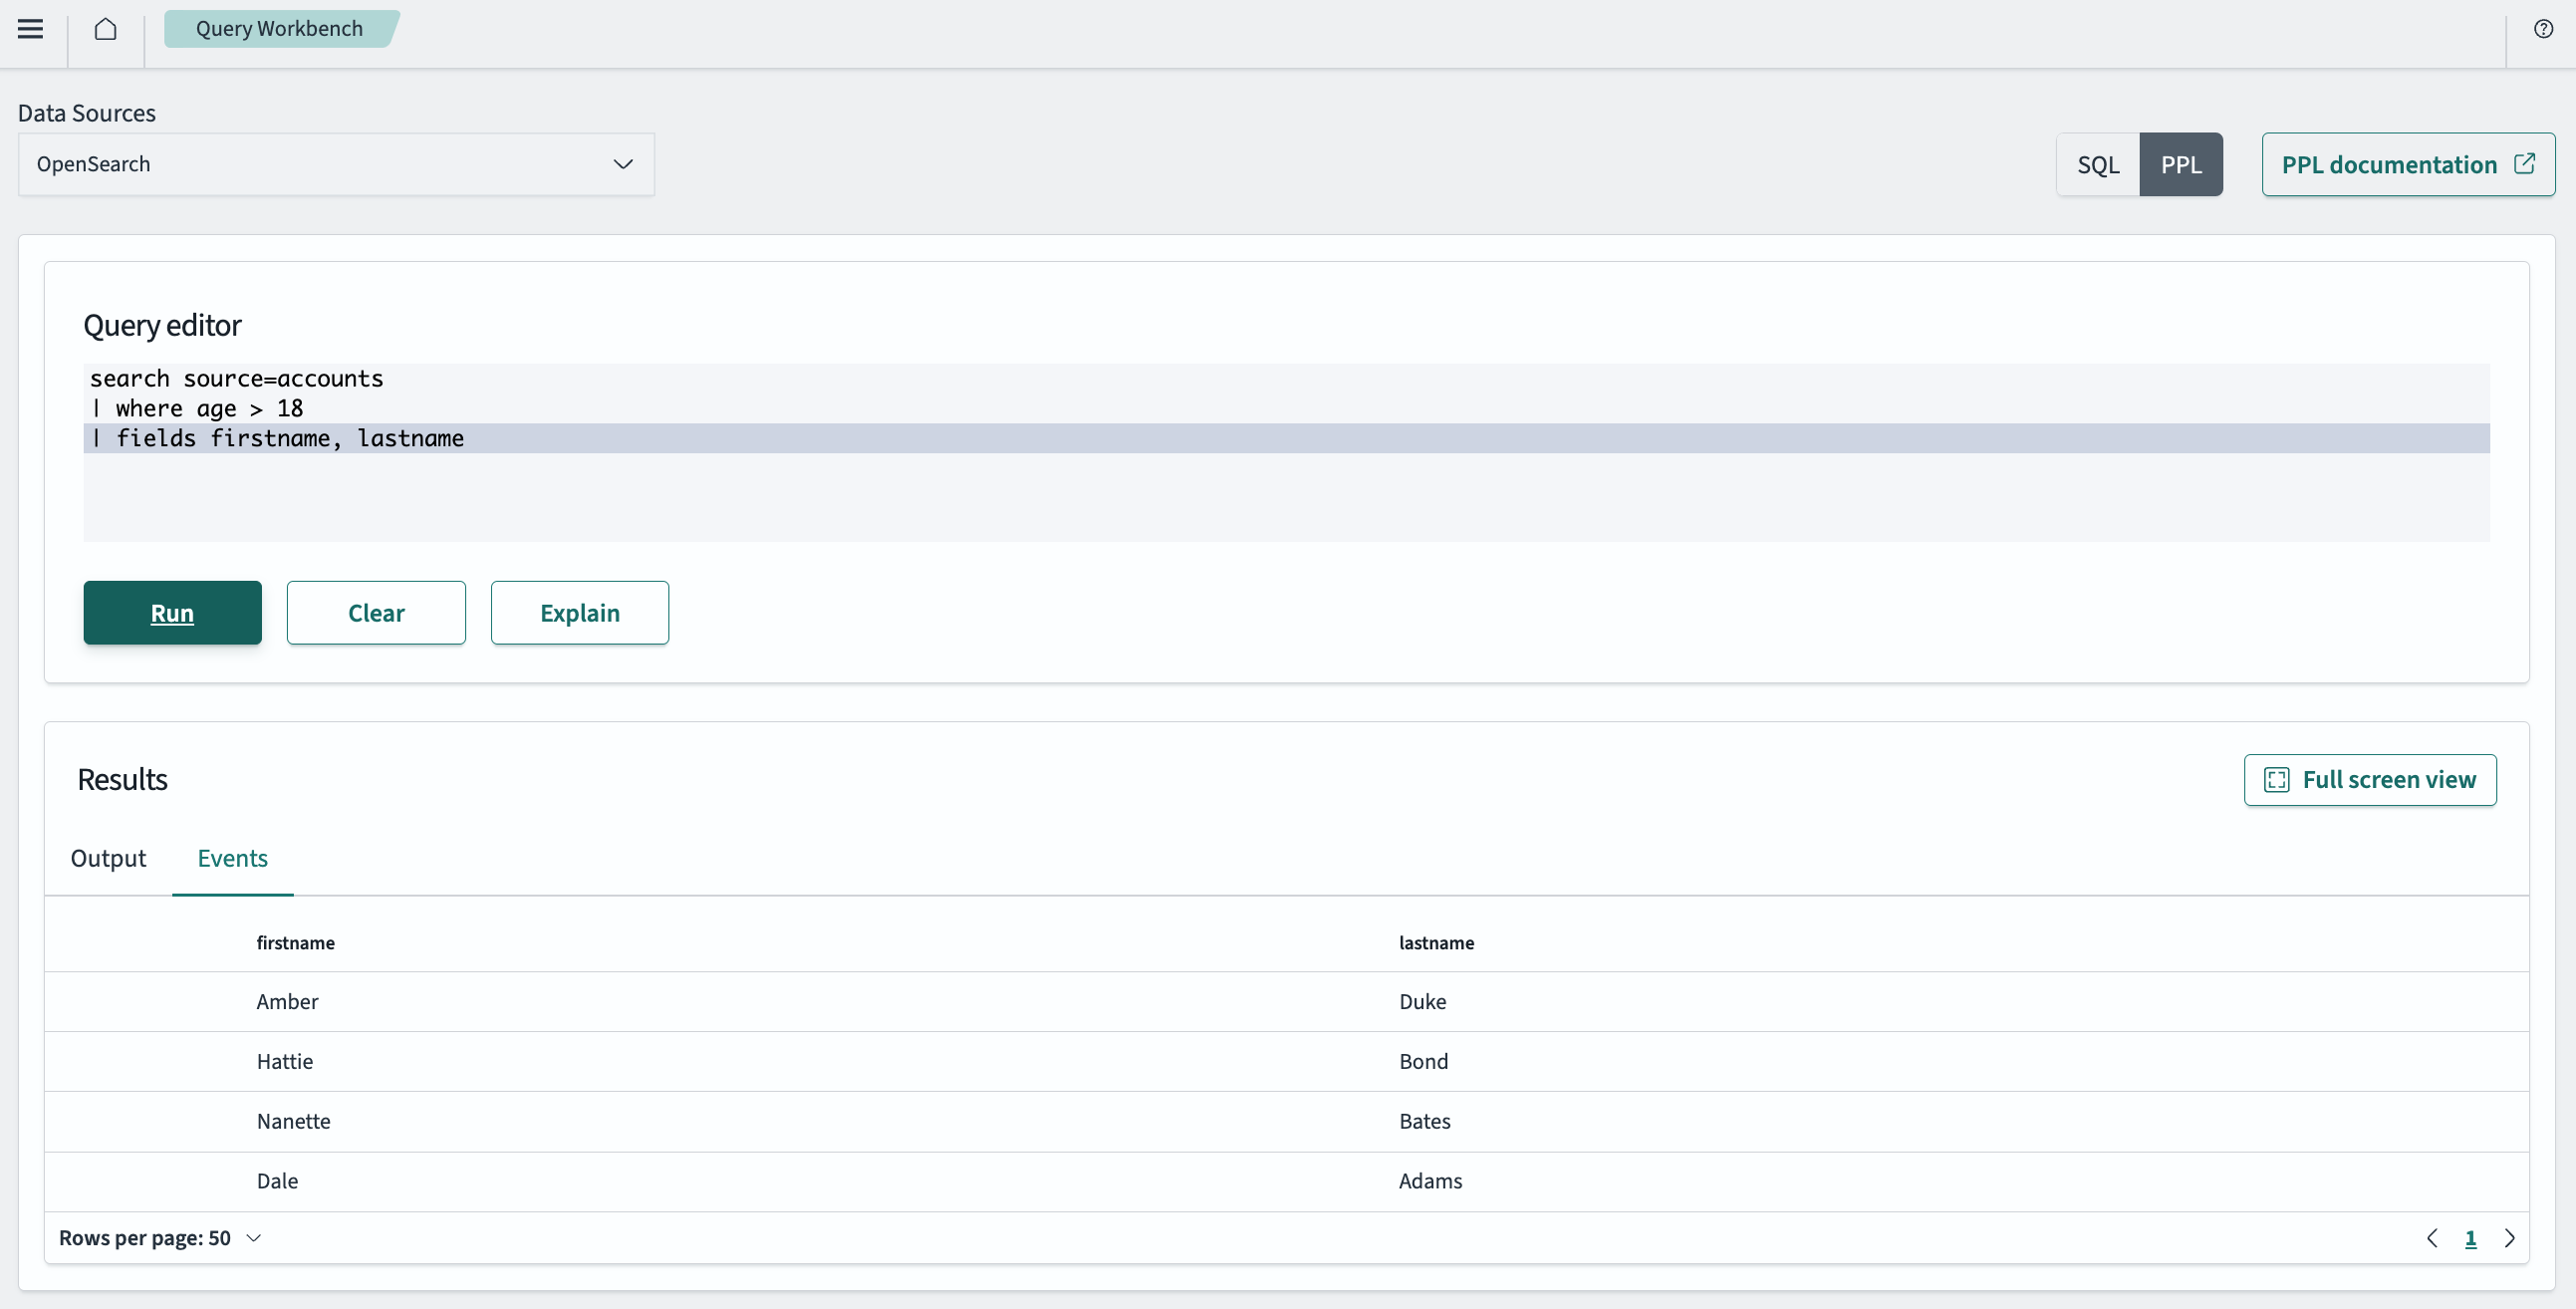 Query Workbench
Data Sources
OpenSearch
SQL PPL PPL documentation
Query editor
search source=accounts
| where age > 18
| fields firstname, lastname
Run Clear Explain
Results
Full screen view
Output Events
firstname lastname
Amber Duke
Hattie Bond
Nanette Bates
Dale Adams
Rows per page: 50
1